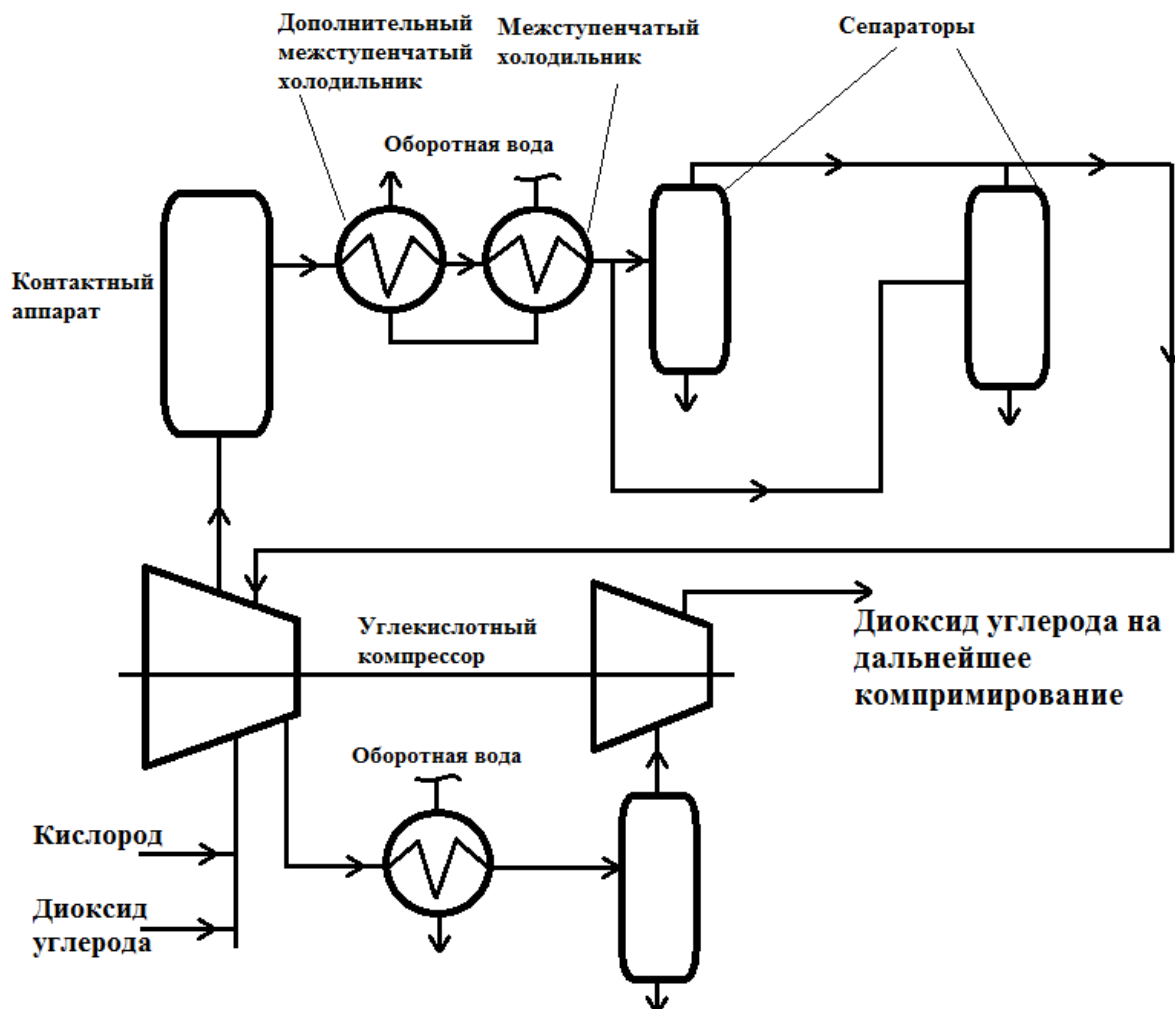 Дополнительный
межступенчатый
холодильник
Межступенчатый
холодильник
Сепараторы
Оборотная вода
Контактный
аппарат
Углекислотный
компрессор
Диоксид углерода на
дальнейшее
компримирование
Оборотная вода
Кислород
Диоксид
углерода